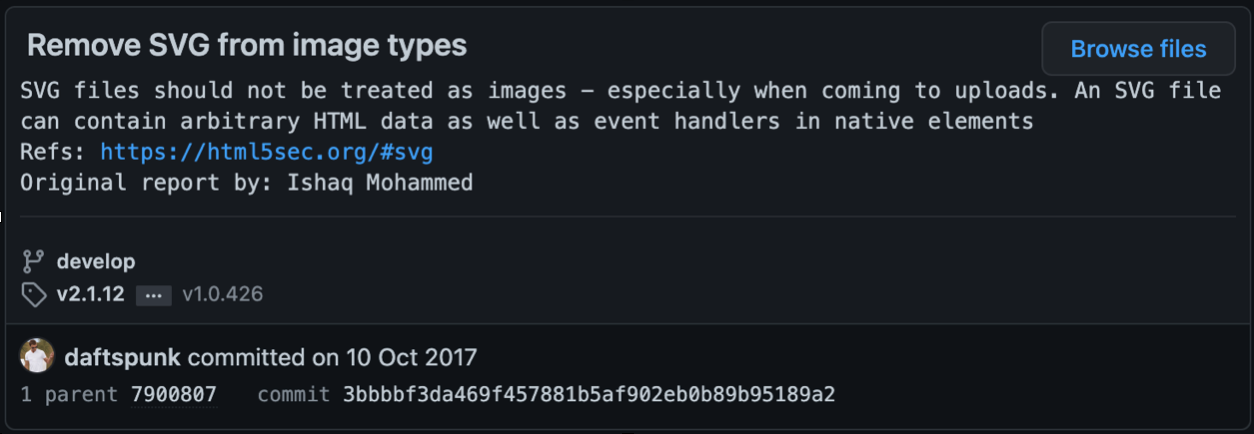 Remove SVG from image types
Browse files
SVG files should not be treated as images - especially when coming to uploads. An SVG file
can contain arbitrary HTML data as well as event handlers in native elements
Refs: https://html5sec.org/#svg
Original report by: Ishaq Mohammed
develop
v2.1.12 ... v1.0.426
daftspunk committed on 10 Oct 2017
1 parent 7900807 commit 3bbbbf3da469f457881b5af902eb0b89b95189a2